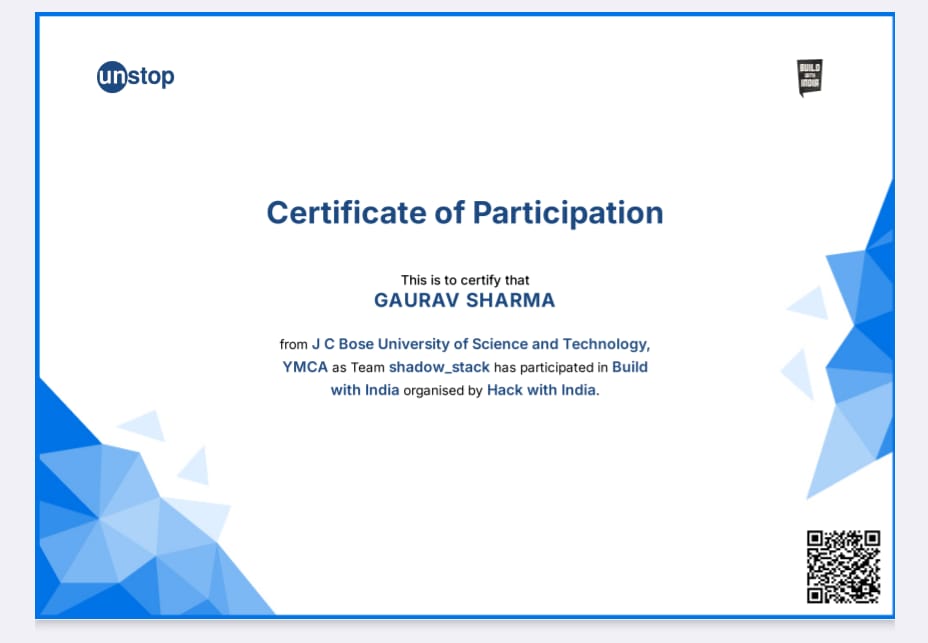 unstop
BUILD
WITH
INDIA
Certificate of Participation
This is to certify that
GAURAV SHARMA
from J C Bose University of Science and Technology,
YMCA as Team shadow_stack has participated in Build
with India organised by Hack with India.